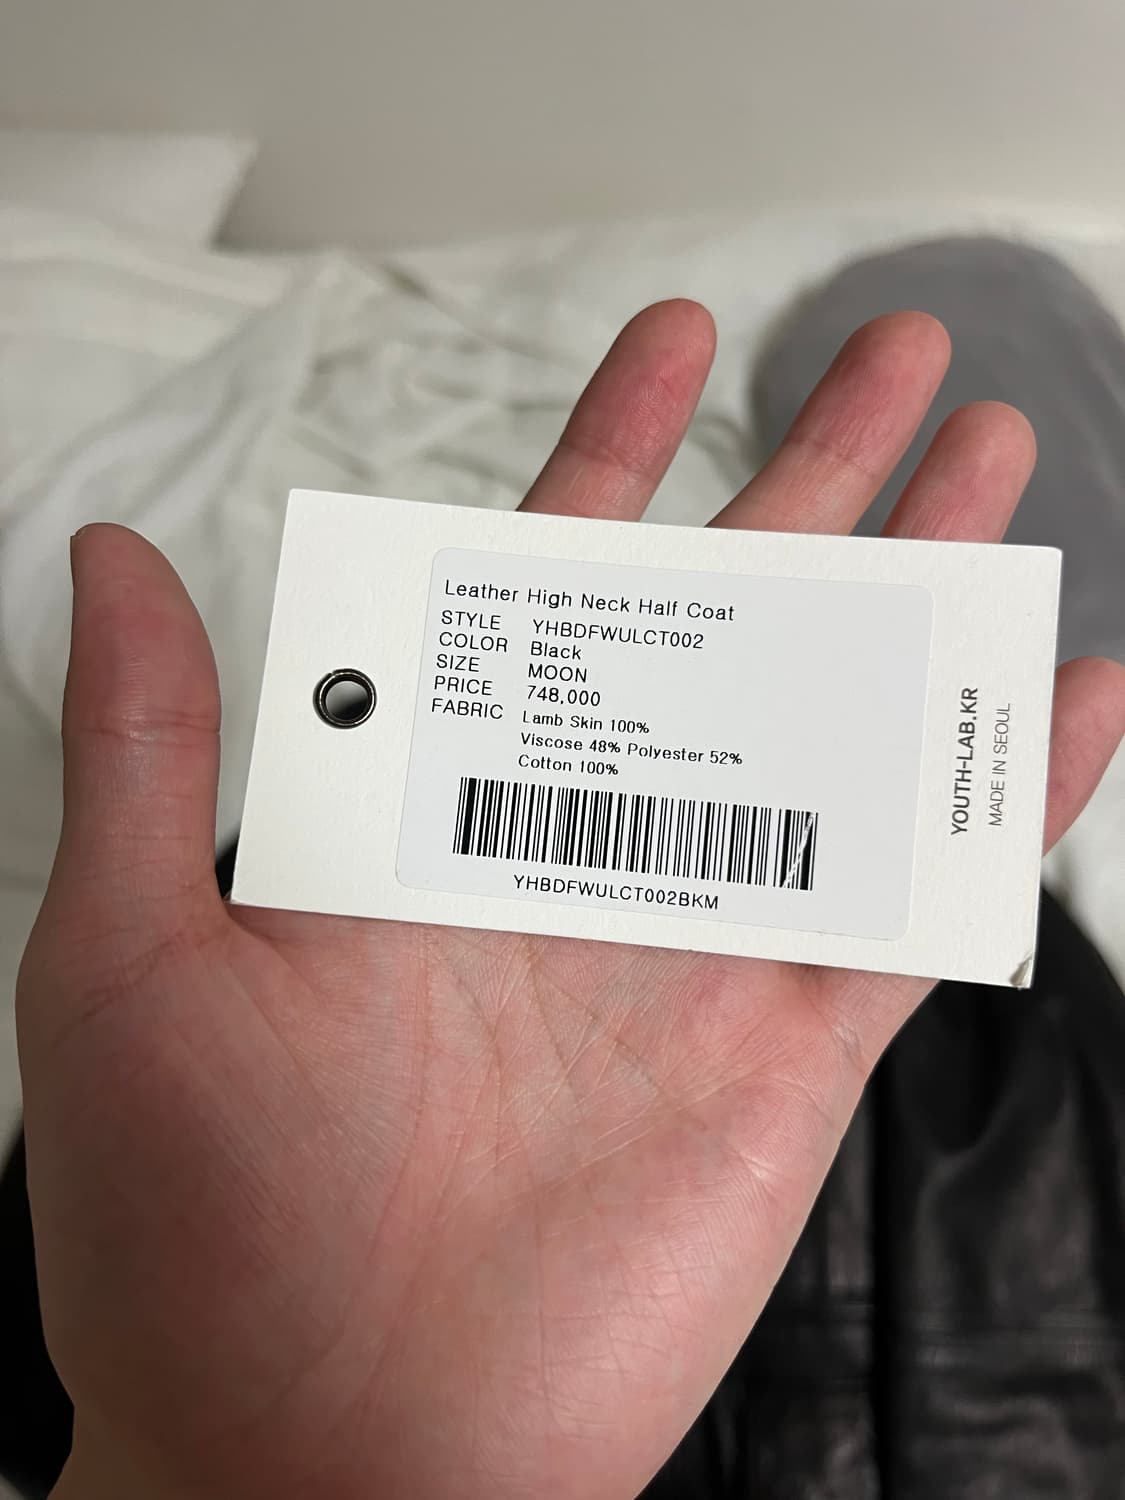 Leather High Neck Half Coat
STYLE YHBDFWULCT002
COLOR Black
SIZE MOON
PRICE 748,000
FABRIC Lamb Skin 100%
Viscose 48% Polyester 52%
Cotton 100%
YHBDFWULCT002BKM
YOUTH-LAB.KR
MADE IN SEOUL